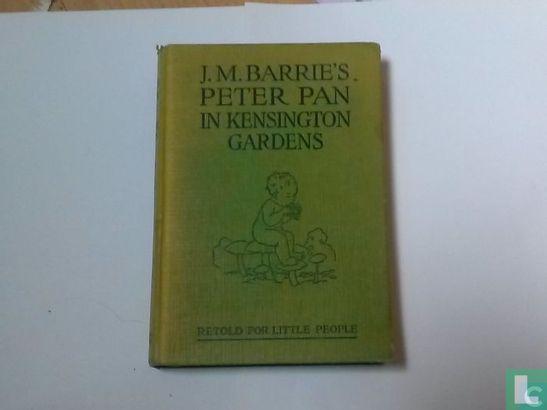 J. M. BARRIE'S
PETER PAN
IN KENSINGTON
GARDENS
RETOLD FOR LITTLE PEOPLE